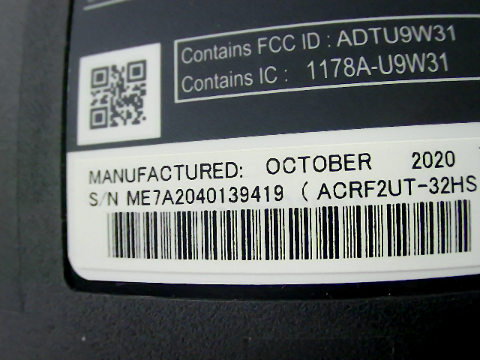 Contains FCC ID : ADTU9W31
Contains IC : 1178A-U9W31
MANUFACTURED: OCTOBER 2020
S/N ME7A2040139419 ( ACRF2UT-32HS